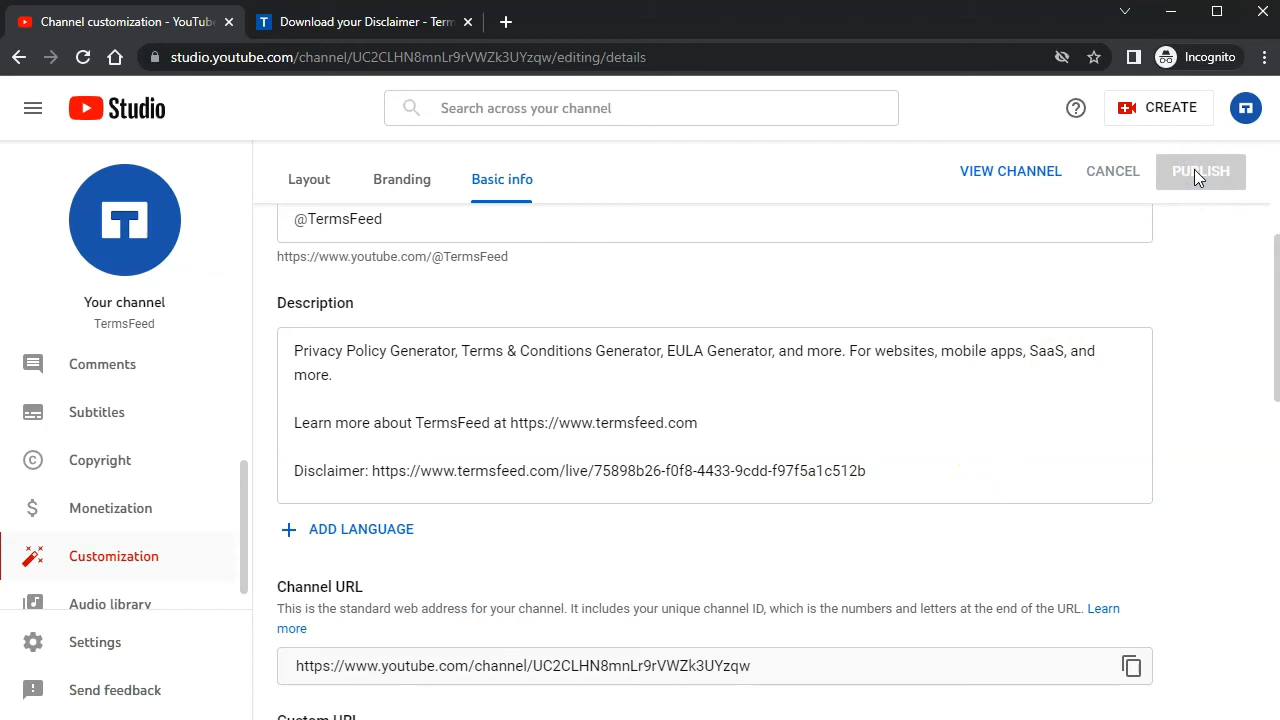 Channel customization - YouTube
Download your Disclaimer - Term
studio.youtube.com/channel/UC2CLHN8mnLr9rVWZk3UYzqw/editing/details
Incognito
Studio
Search across your channel
CREATE
Layout
Branding
Basic info
VIEW CHANNEL
CANCEL
PUBLISH
Your channel
TermsFeed
Comments
Subtitles
Copyright
Monetization
Customization
Audio library
Settings
Send feedback
@TermsFeed
https://www.youtube.com/@TermsFeed
Description
Privacy Policy Generator, Terms & Conditions Generator, EULA Generator, and more. For websites, mobile apps, SaaS, and
more.
Learn more about TermsFeed at https://www.termsfeed.com
Disclaimer: https://www.termsfeed.com/live/75898b26-f0f8-4433-9cdd-f97f5a1c512b
ADD LANGUAGE
Channel URL
This is the standard web address for your channel. It includes your unique channel ID, which is the numbers and letters at the end of the URL. Learn
more
https://www.youtube.com/channel/UC2CLHN8mnLr9rVWZk3UYzqw
Custom URL